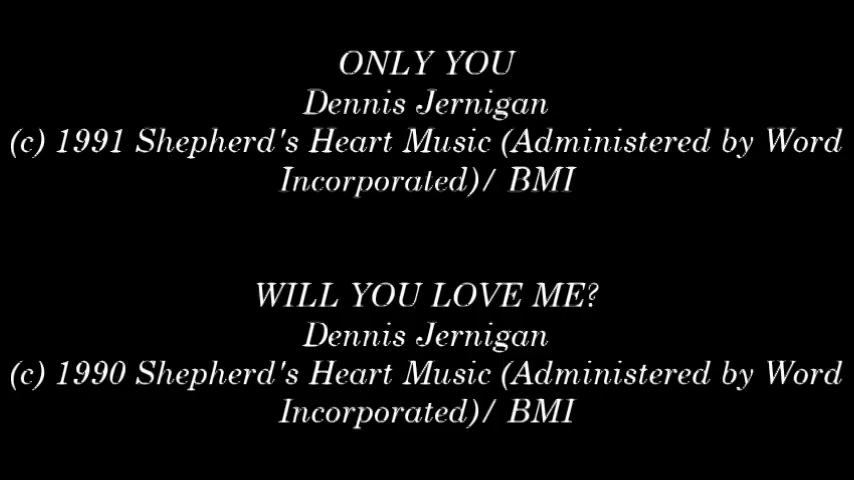 ONLY YOU
Dennis Jernigan
(c) 1991 Shepherd's Heart Music (Administered by Word
Incorporated)/ BMI
WILL YOU LOVE ME?
Dennis Jernigan
(c) 1990 Shepherd's Heart Music (Administered by Word
Incorporated)/ BMI